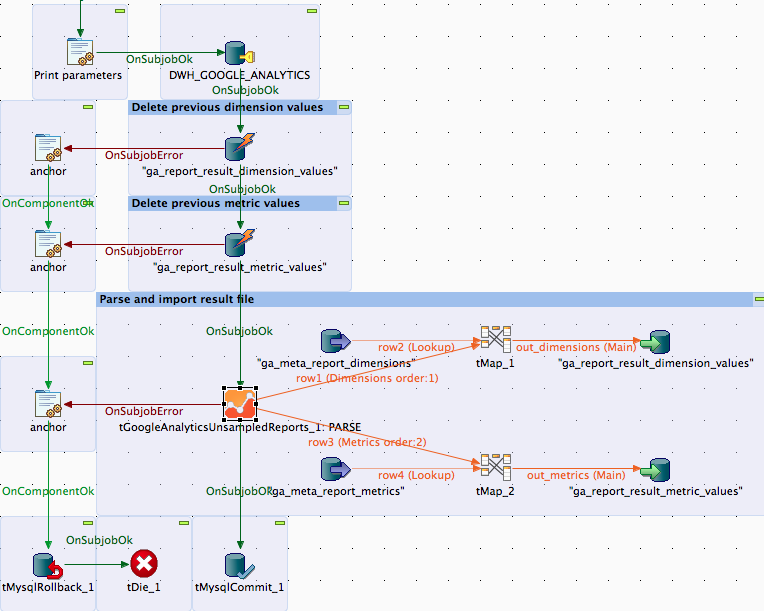 OnSubjobOk
Print parameters
DWH_GOOGLE_ANALYTICS
OnSubjobOk
Delete previous dimension values
OnSubjobError
anchor
"ga_report_result_dimension_values"
OnSubjobOk
OnComponentOk
Delete previous metric values
OnSubjobError
anchor
"ga_report_result_metric_values"
Parse and import result file
OnComponentOk
OnSubjobOk
row2 (Lookup)
out_dimensions (Main)
"ga_meta_report_dimensions"
tMap_1
"ga_report_result_dimension_values"
row1 (Dimensions order:1)
OnSubjobError
anchor
tGoogleAnalyticsUnsampledReports_1: PARSE
row3 (Metrics order:2)
row4 (Lookup)
out_metrics (Main)
OnComponentOk
OnSubjobOk
"ga_meta_report_metrics"
tMap_2
"ga_report_result_metric_values"
OnSubjobOk
tMysqlRollback_1
tDie_1
tMysqlCommit_1